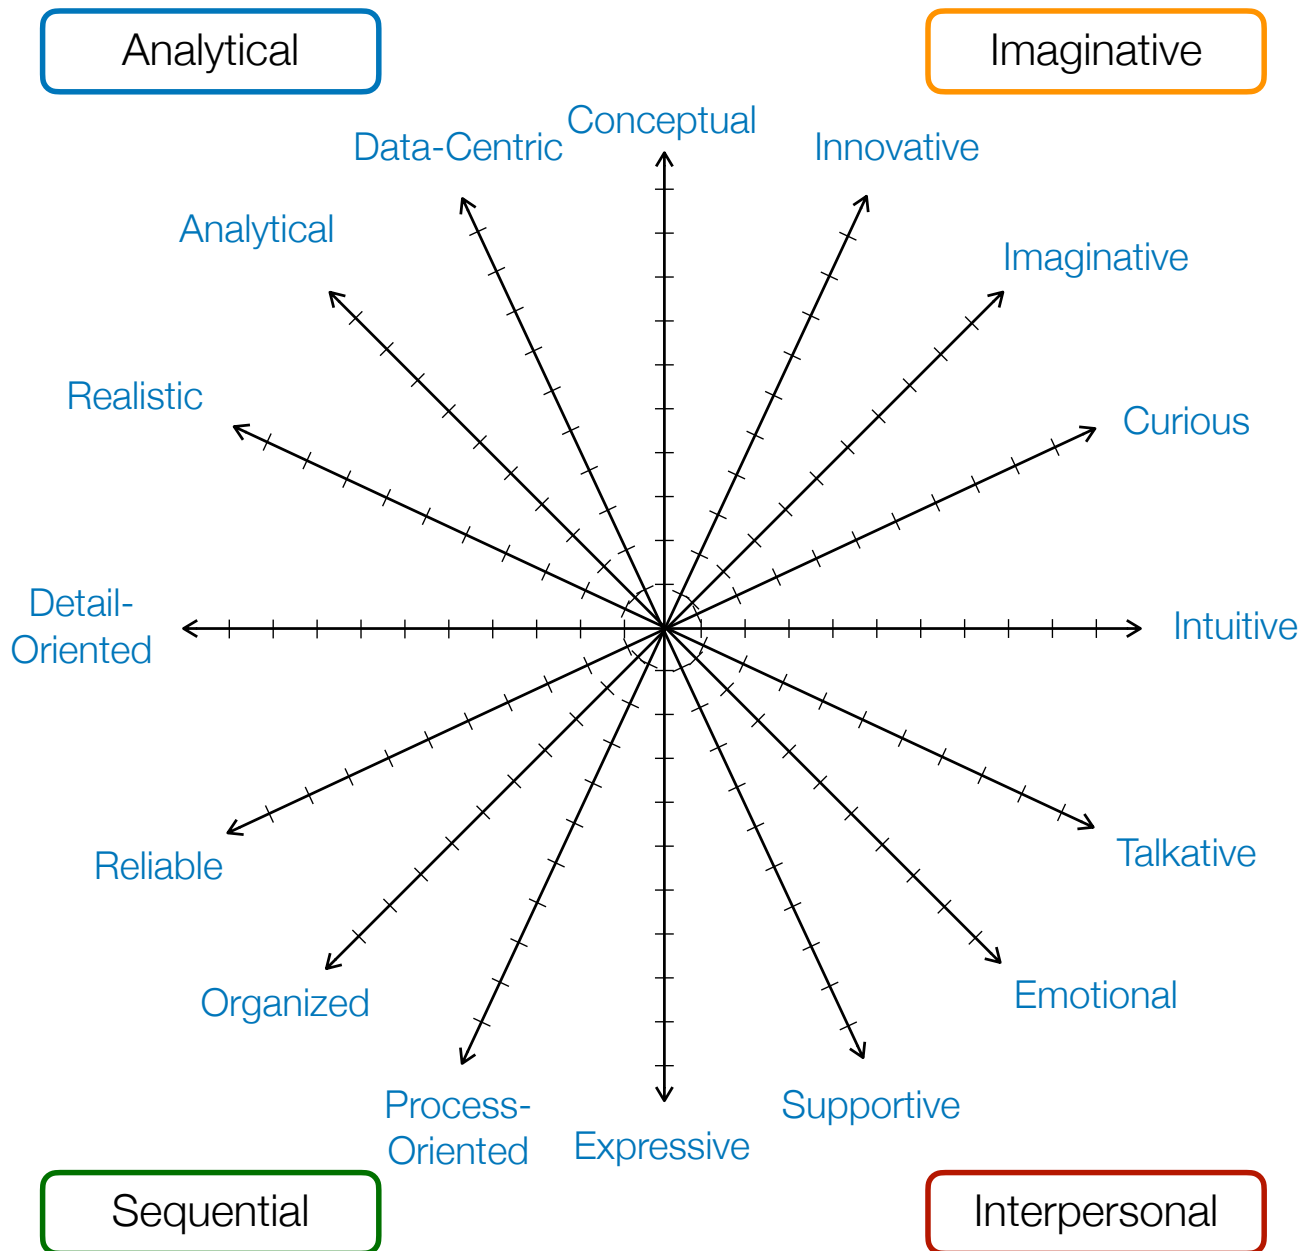 Analytical
Imaginative
Conceptual
Data-Centric
Innovative
Analytical
Imaginative
Realistic
Curious
Detail-
Oriented
Intuitive
Reliable
Talkative
Organized
Emotional
Process-
Oriented
Supportive
Expressive
Sequential
Interpersonal